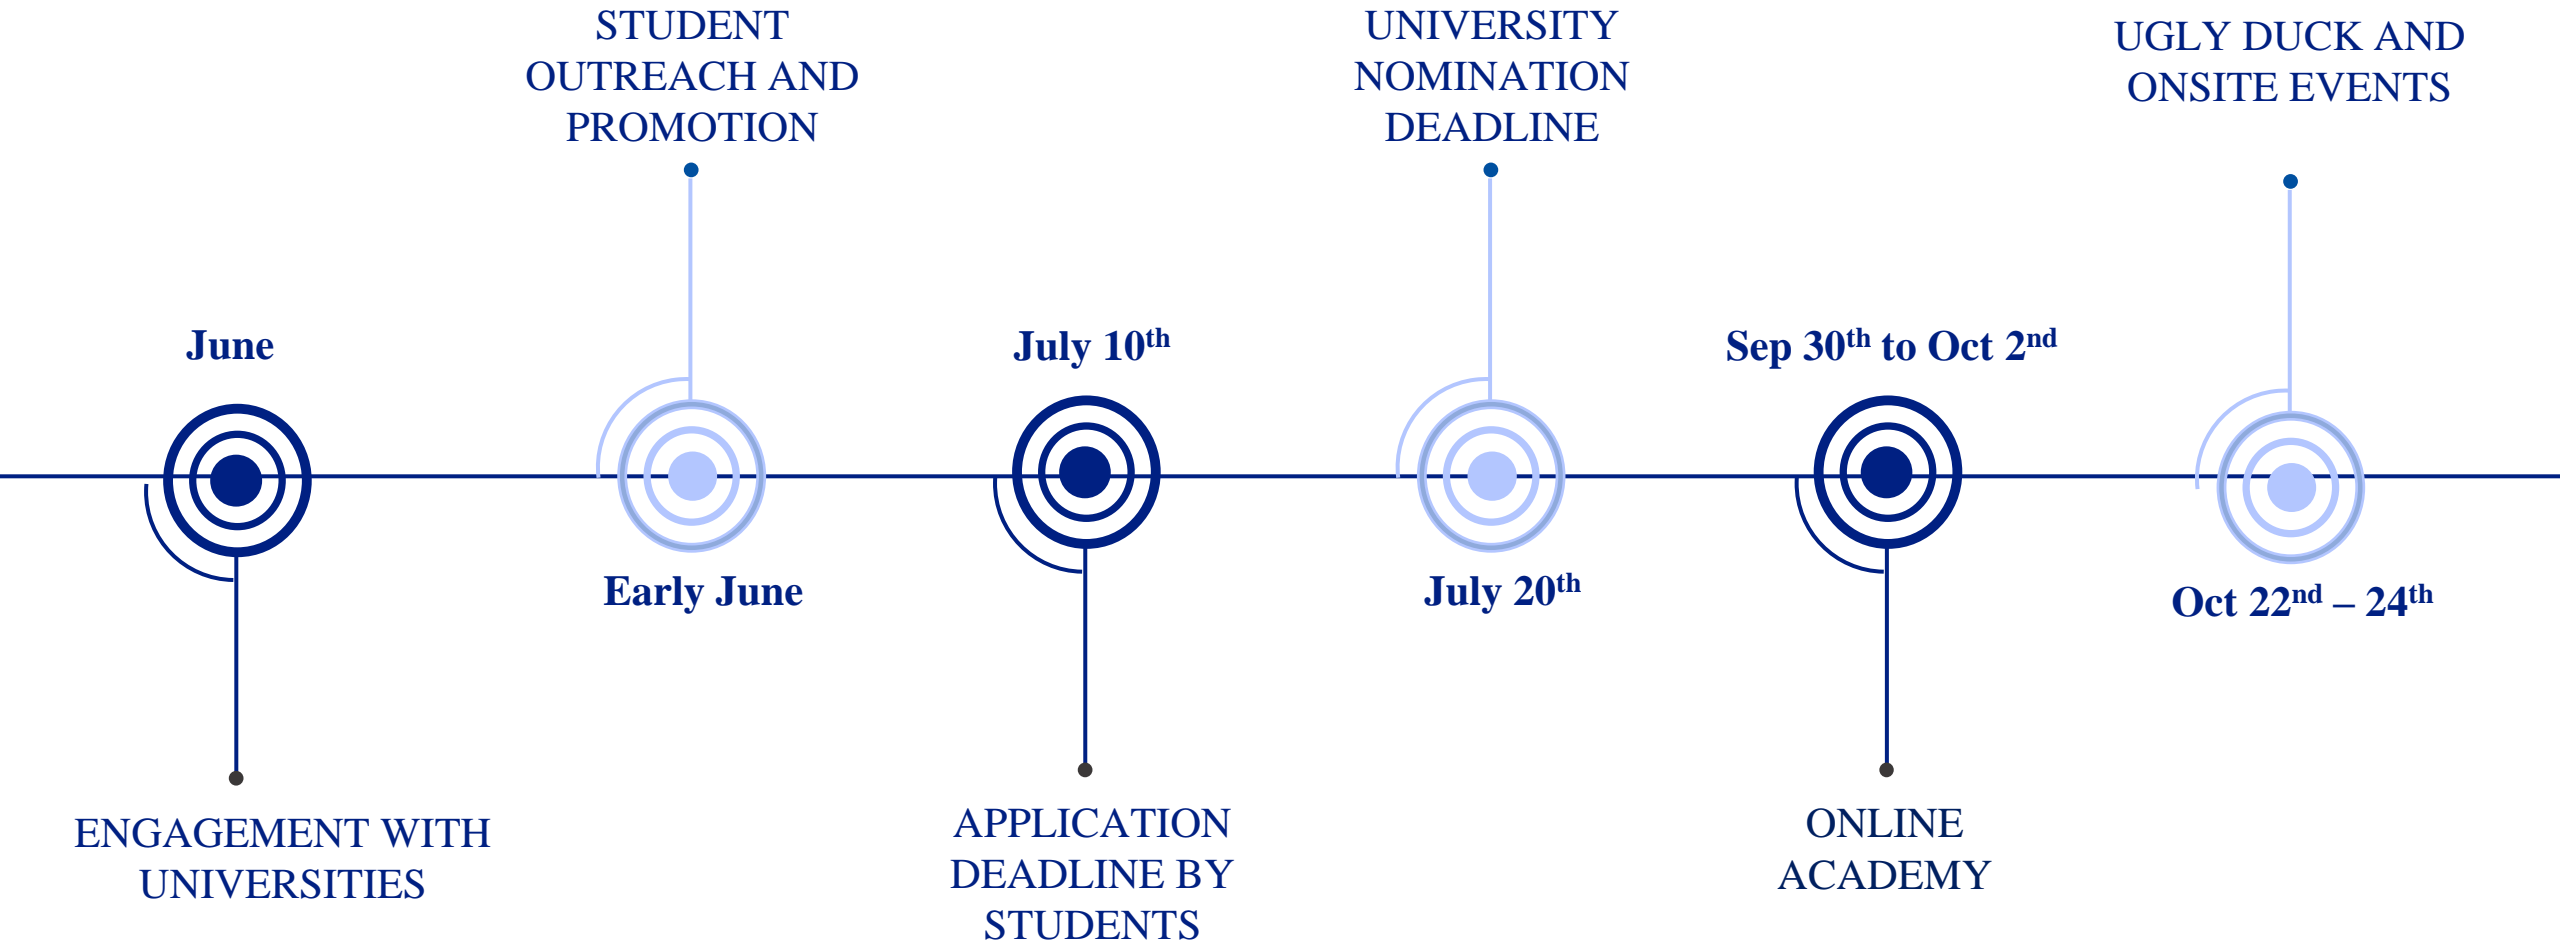 June
ENGAGEMENT WITH
UNIVERSITIES
STUDENT
OUTREACH AND
PROMOTION
Early June
July 10th
APPLICATION
DEADLINE BY
STUDENTS
UNIVERSITY
NOMINATION
DEADLINE
July 20th
Sep 30th to Oct 2nd
ONLINE
ACADEMY
UGLY DUCK AND
ONSITE EVENTS
Oct 22nd – 24th